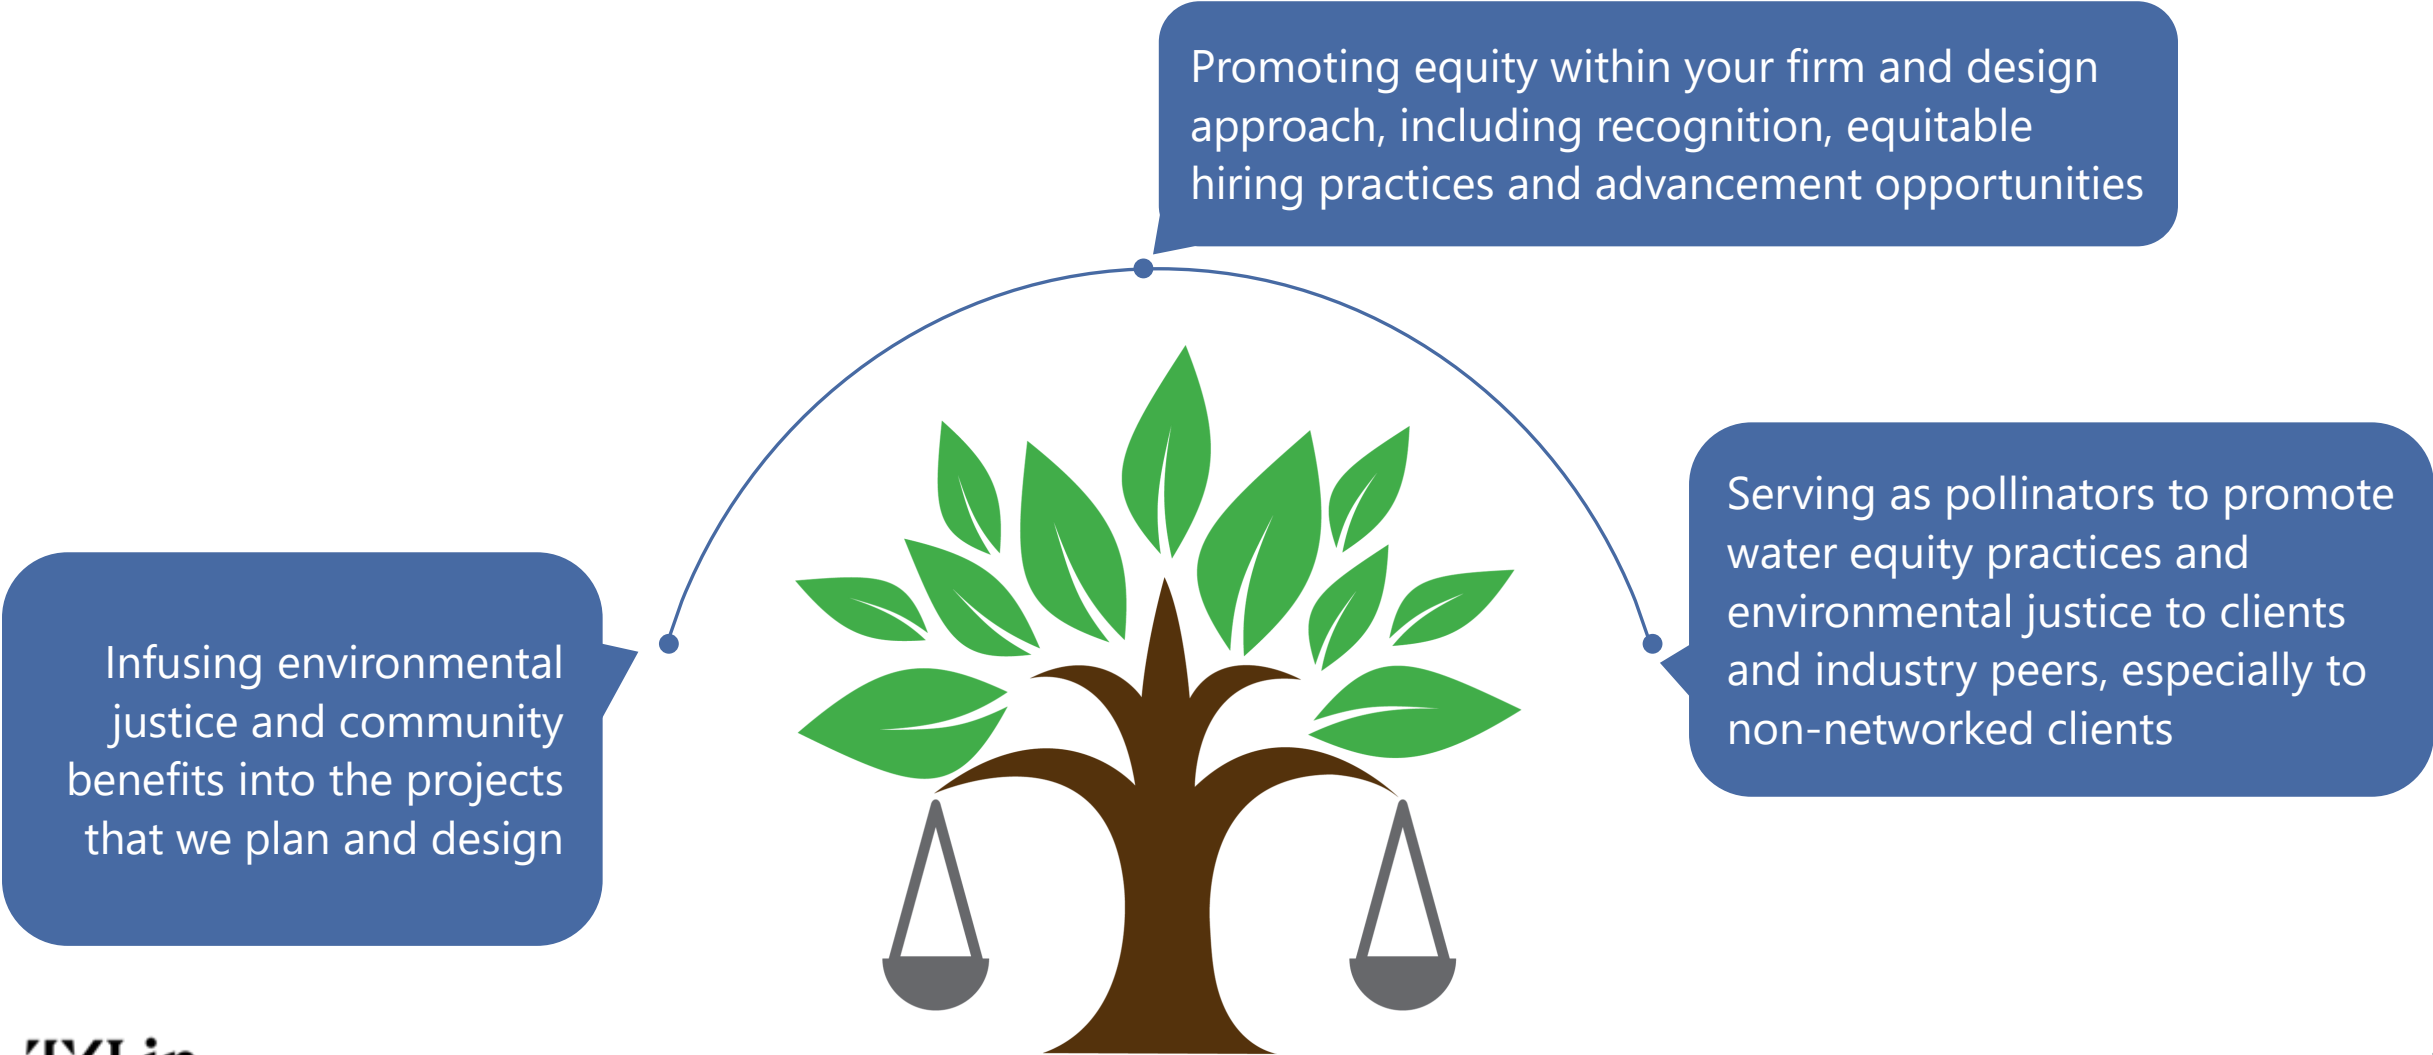 Promoting equity within your firm and design
approach, including recognition, equitable
hiring practices and advancement opportunities
Infusing environmental
justice and community
benefits into the projects
that we plan and design
Serving as pollinators to promote
water equity practices and
environmental justice to clients
and industry peers, especially to
non-networked clients
TYLin